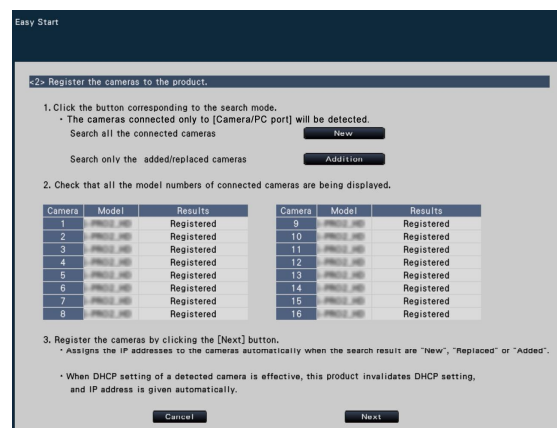 Easy Start
<2> Register the cameras to the product.
1. Click the button corresponding to the search mode.
・The cameras connected only to [Camera/PC port] will be detected.
Search all the connected cameras New
Search only the added/replaced cameras Addition
2. Check that all the model numbers of connected cameras are being displayed.
Camera Model Results Camera Model Results
1 Registered 9 Registered
2 Registered 10 Registered
3 Registered 11 Registered
4 Registered 12 Registered
5 Registered 13 Registered
6 Registered 14 Registered
7 Registered 15 Registered
8 Registered 16 Registered
3. Register the cameras by clicking the [Next] button.
・Assigns the IP addresses to the cameras automatically when the search result are "New", "Replaced" or "Added".
・When DHCP setting of a detected camera is effective, this product invalidates DHCP setting,
and IP address is given automatically.
Cancel Next